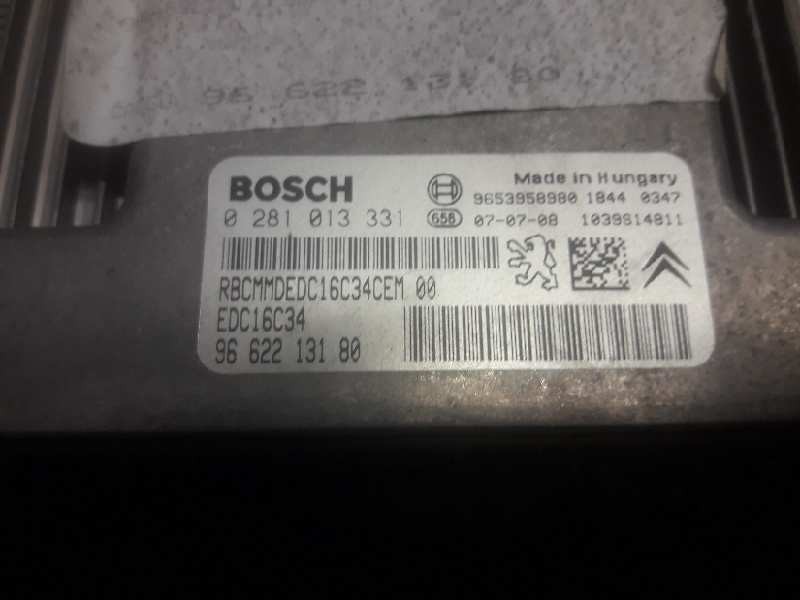 96 622 131 80
BOSCH
Made in Hungary
9653958980 1844 0347
0 281 013 331
658 07-07-08 1039S14811
RBCMMDEDC16C34CEM 00
EDC16C34
96 622 131 80